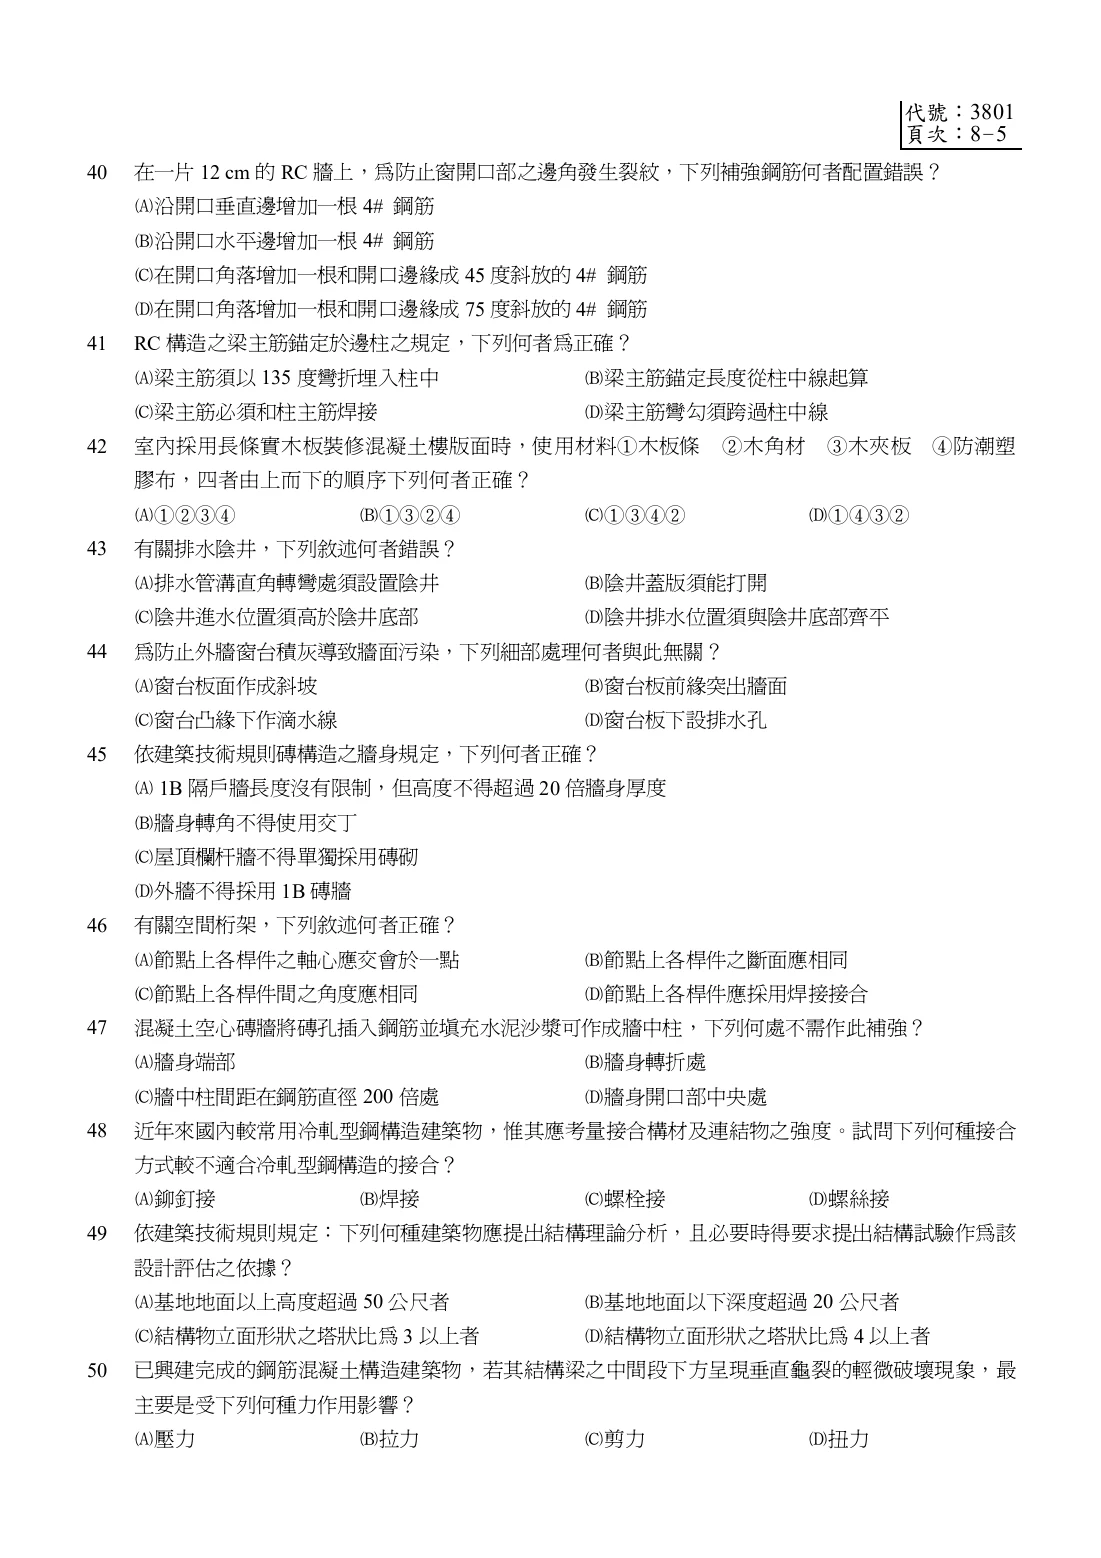 代號：3801
頁次：8－5
40 在一片 12 cm 的 RC 牆上，為防止窗開口部之邊角發生裂紋，下列補強鋼筋何者配置錯誤？
(A)沿開口垂直邊增加一根 4# 鋼筋
(B)沿開口水平邊增加一根 4# 鋼筋
(C)在開口角落增加一根和開口邊緣成 45 度斜放的 4# 鋼筋
(D)在開口角落增加一根和開口邊緣成 75 度斜放的 4# 鋼筋
41 RC 構造之梁主筋錨定於邊柱之規定，下列何者為正確？
(A)梁主筋須以 135 度彎折埋入柱中 (B)梁主筋錨定長度從柱中線起算
(C)梁主筋必須和柱主筋焊接 (D)梁主筋彎勾須跨過柱中線
42 室內採用長條實木板裝修混凝土樓版面時，使用材料①木板條 ②木角材 ③木夾板 ④防潮塑
膠布，四者由上而下的順序下列何者正確？
(A)①②③④ (B)①③②④ (C)①③④② (D)①④③②
43 有關排水陰井，下列敘述何者錯誤？
(A)排水管溝直角轉彎處須設置陰井 (B)陰井蓋版須能打開
(C)陰井進水位置須高於陰井底部 (D)陰井排水位置須與陰井底部齊平
44 為防止外牆窗台積灰導致牆面污染，下列細部處理何者與此無關？
(A)窗台板面作成斜坡 (B)窗台板前緣突出牆面
(C)窗台凸緣下作滴水線 (D)窗台板下設排水孔
45 依建築技術規則磚構造之牆身規定，下列何者正確？
(A) 1B 隔戶牆長度沒有限制，但高度不得超過 20 倍牆身厚度
(B)牆身轉角不得使用交丁
(C)屋頂欄杆牆不得單獨採用磚砌
(D)外牆不得採用 1B 磚牆
46 有關空間桁架，下列敘述何者正確？
(A)節點上各桿件之軸心應交會於一點 (B)節點上各桿件之斷面應相同
(C)節點上各桿件間之角度應相同 (D)節點上各桿件應採用焊接接合
47 混凝土空心磚牆將磚孔插入鋼筋並填充水泥沙漿可作成牆中柱，下列何處不需作此補強？
(A)牆身端部 (B)牆身轉折處
(C)牆中柱間距在鋼筋直徑 200 倍處 (D)牆身開口部中央處
48 近年來國內較常用冷軋型鋼構造建築物，惟其應考量接合構材及連結物之強度。試問下列何種接合
方式較不適合冷軋型鋼構造的接合？
(A)鉚釘接 (B)焊接 (C)螺栓接 (D)螺絲接
49 依建築技術規則規定：下列何種建築物應提出結構理論分析，且必要時得要求提出結構試驗作為該
設計評估之依據？
(A)基地地面以上高度超過 50 公尺者 (B)基地地面以下深度超過 20 公尺者
(C)結構物立面形狀之塔狀比為 3 以上者 (D)結構物立面形狀之塔狀比為 4 以上者
50 已興建完成的鋼筋混凝土構造建築物，若其結構梁之中間段下方呈現垂直龜裂的輕微破壞現象，最
主要是受下列何種力作用影響？
(A)壓力 (B)拉力 (C)剪力 (D)扭力